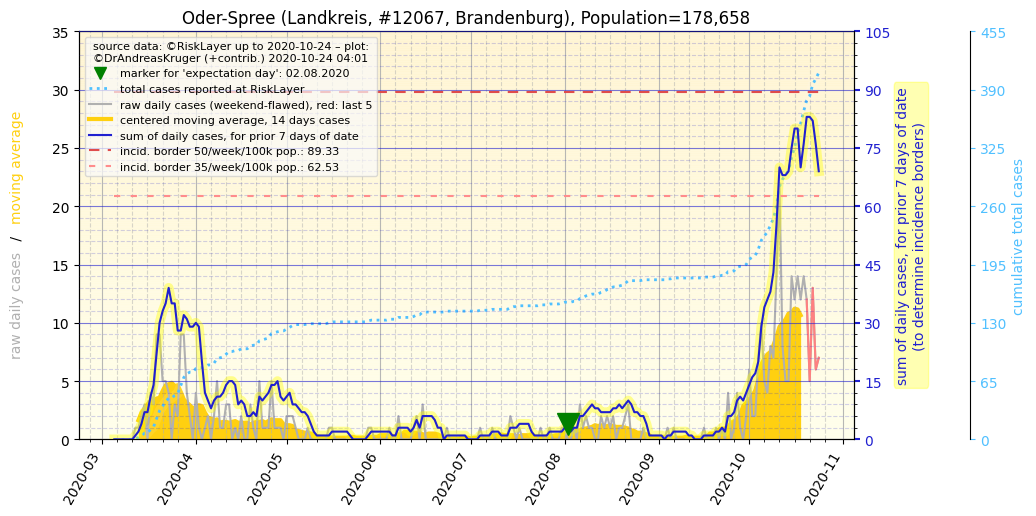 Oder-Spree (Landkreis, #12067, Brandenburg), Population=178,658
source data: ©RiskLayer up to 2020-10-24 – plot:
©DrAndreasKruger (+contrib.) 2020-10-24 04:01
marker for 'expectation day': 02.08.2020
total cases reported at RiskLayer
raw daily cases (weekend-flawed), red: last 5
centered moving average, 14 days cases
sum of daily cases, for prior 7 days of date
incid. border 50/week/100k pop.: 89.33
incid. border 35/week/100k pop.: 62.53
raw daily cases / moving average
35
30
25
20
15
10
5
0
2020-03
2020-04
2020-05
2020-06
2020-07
2020-08
2020-09
2020-10
2020-11
105
90
75
60
45
30
15
0
sum of daily cases, for prior 7 days of date
(to determine incidence borders)
455
390
325
260
195
130
65
0
cumulative total cases